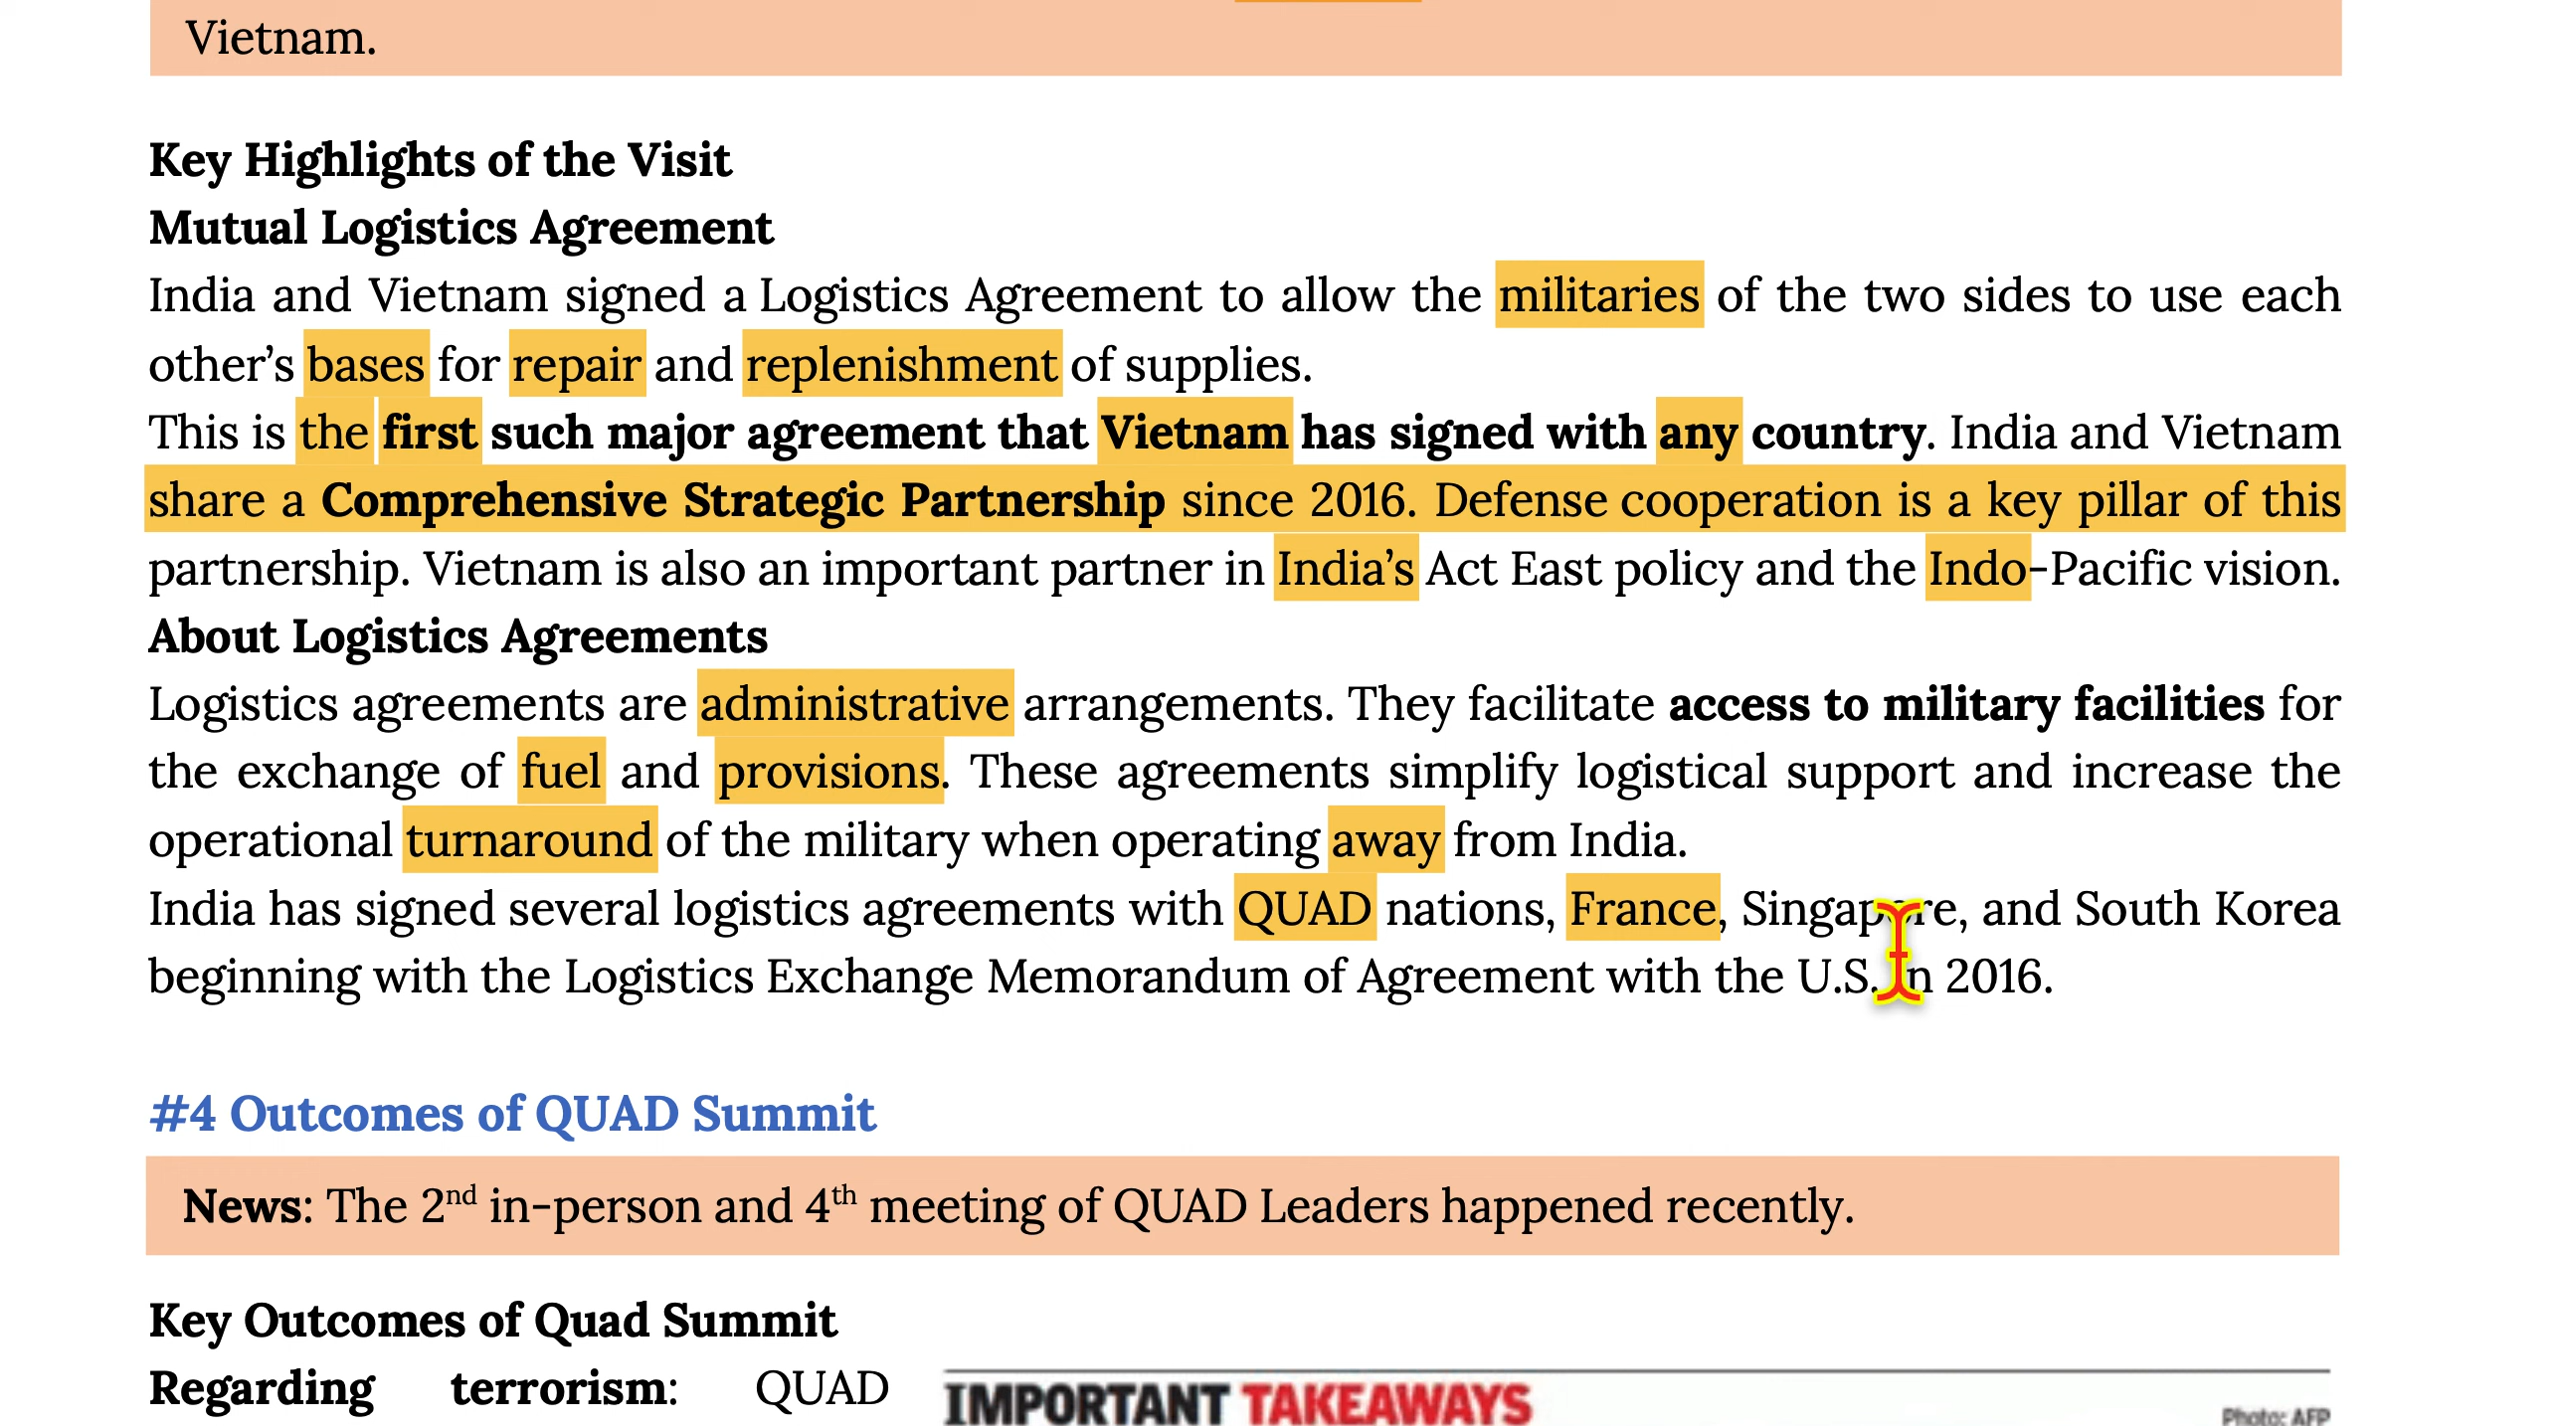 Vietnam.
Key Highlights of the Visit
Mutual Logistics Agreement
India and Vietnam signed a Logistics Agreement to allow the militaries of the two sides to use each
other’s bases for repair and replenishment of supplies.
This is the first such major agreement that Vietnam has signed with any country. India and Vietnam
share a Comprehensive Strategic Partnership since 2016. Defense cooperation is a key pillar of this
partnership. Vietnam is also an important partner in India’s Act East policy and the Indo-Pacific vision.
About Logistics Agreements
Logistics agreements are administrative arrangements. They facilitate access to military facilities for
the exchange of fuel and provisions. These agreements simplify logistical support and increase the
operational turnaround of the military when operating away from India.
India has signed several logistics agreements with QUAD nations, France, Singapore, and South Korea
beginning with the Logistics Exchange Memorandum of Agreement with the U.S. in 2016.
#4 Outcomes of QUAD Summit
News: The 2nd in-person and 4th meeting of QUAD Leaders happened recently.
Key Outcomes of Quad Summit
Regarding terrorism: QUAD
IMPORTANT TAKEAWAYS
Photo: AFP